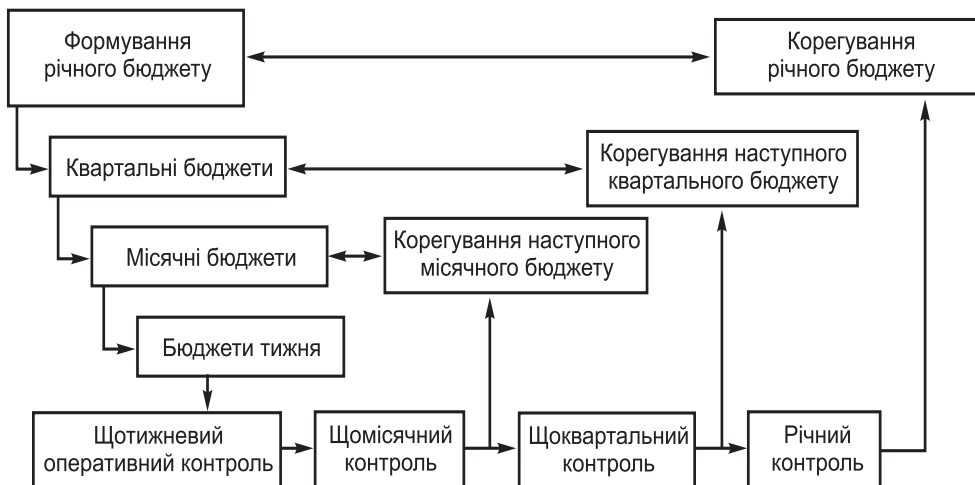 Формування
річного бюджету
Корегування
річного бюджету
Квартальні бюджети
Корегування наступного
квартального бюджету
Місячні бюджети
Корегування наступного
місячного бюджету
Бюджети тижня
Щотижневий
оперативний контроль
Щомісячний
контроль
Щоквартальний
контроль
Річний
контроль